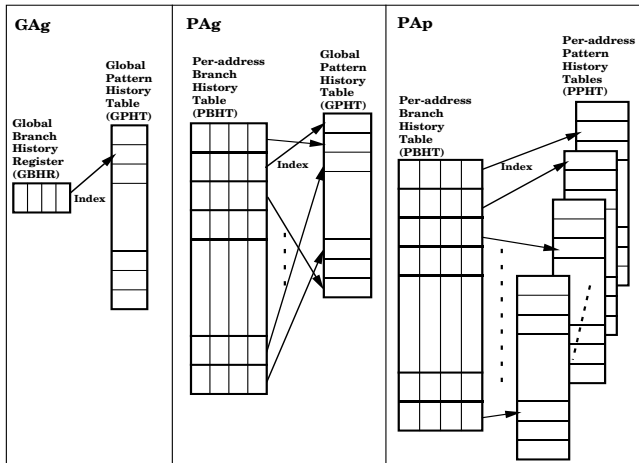 GAg
Global
Pattern
History
Table
(GPHT)
Global
Branch
History
Register
(GBHR)
Index
PAg
Per-address
Branch
History
Table
(PBHT)
Global
Pattern
History
Table
(GPHT)
Index
PAp
Per-address
Pattern
History
Tables
(PPHT)
Per-address
Branch
History
Table
(PBHT)
Index